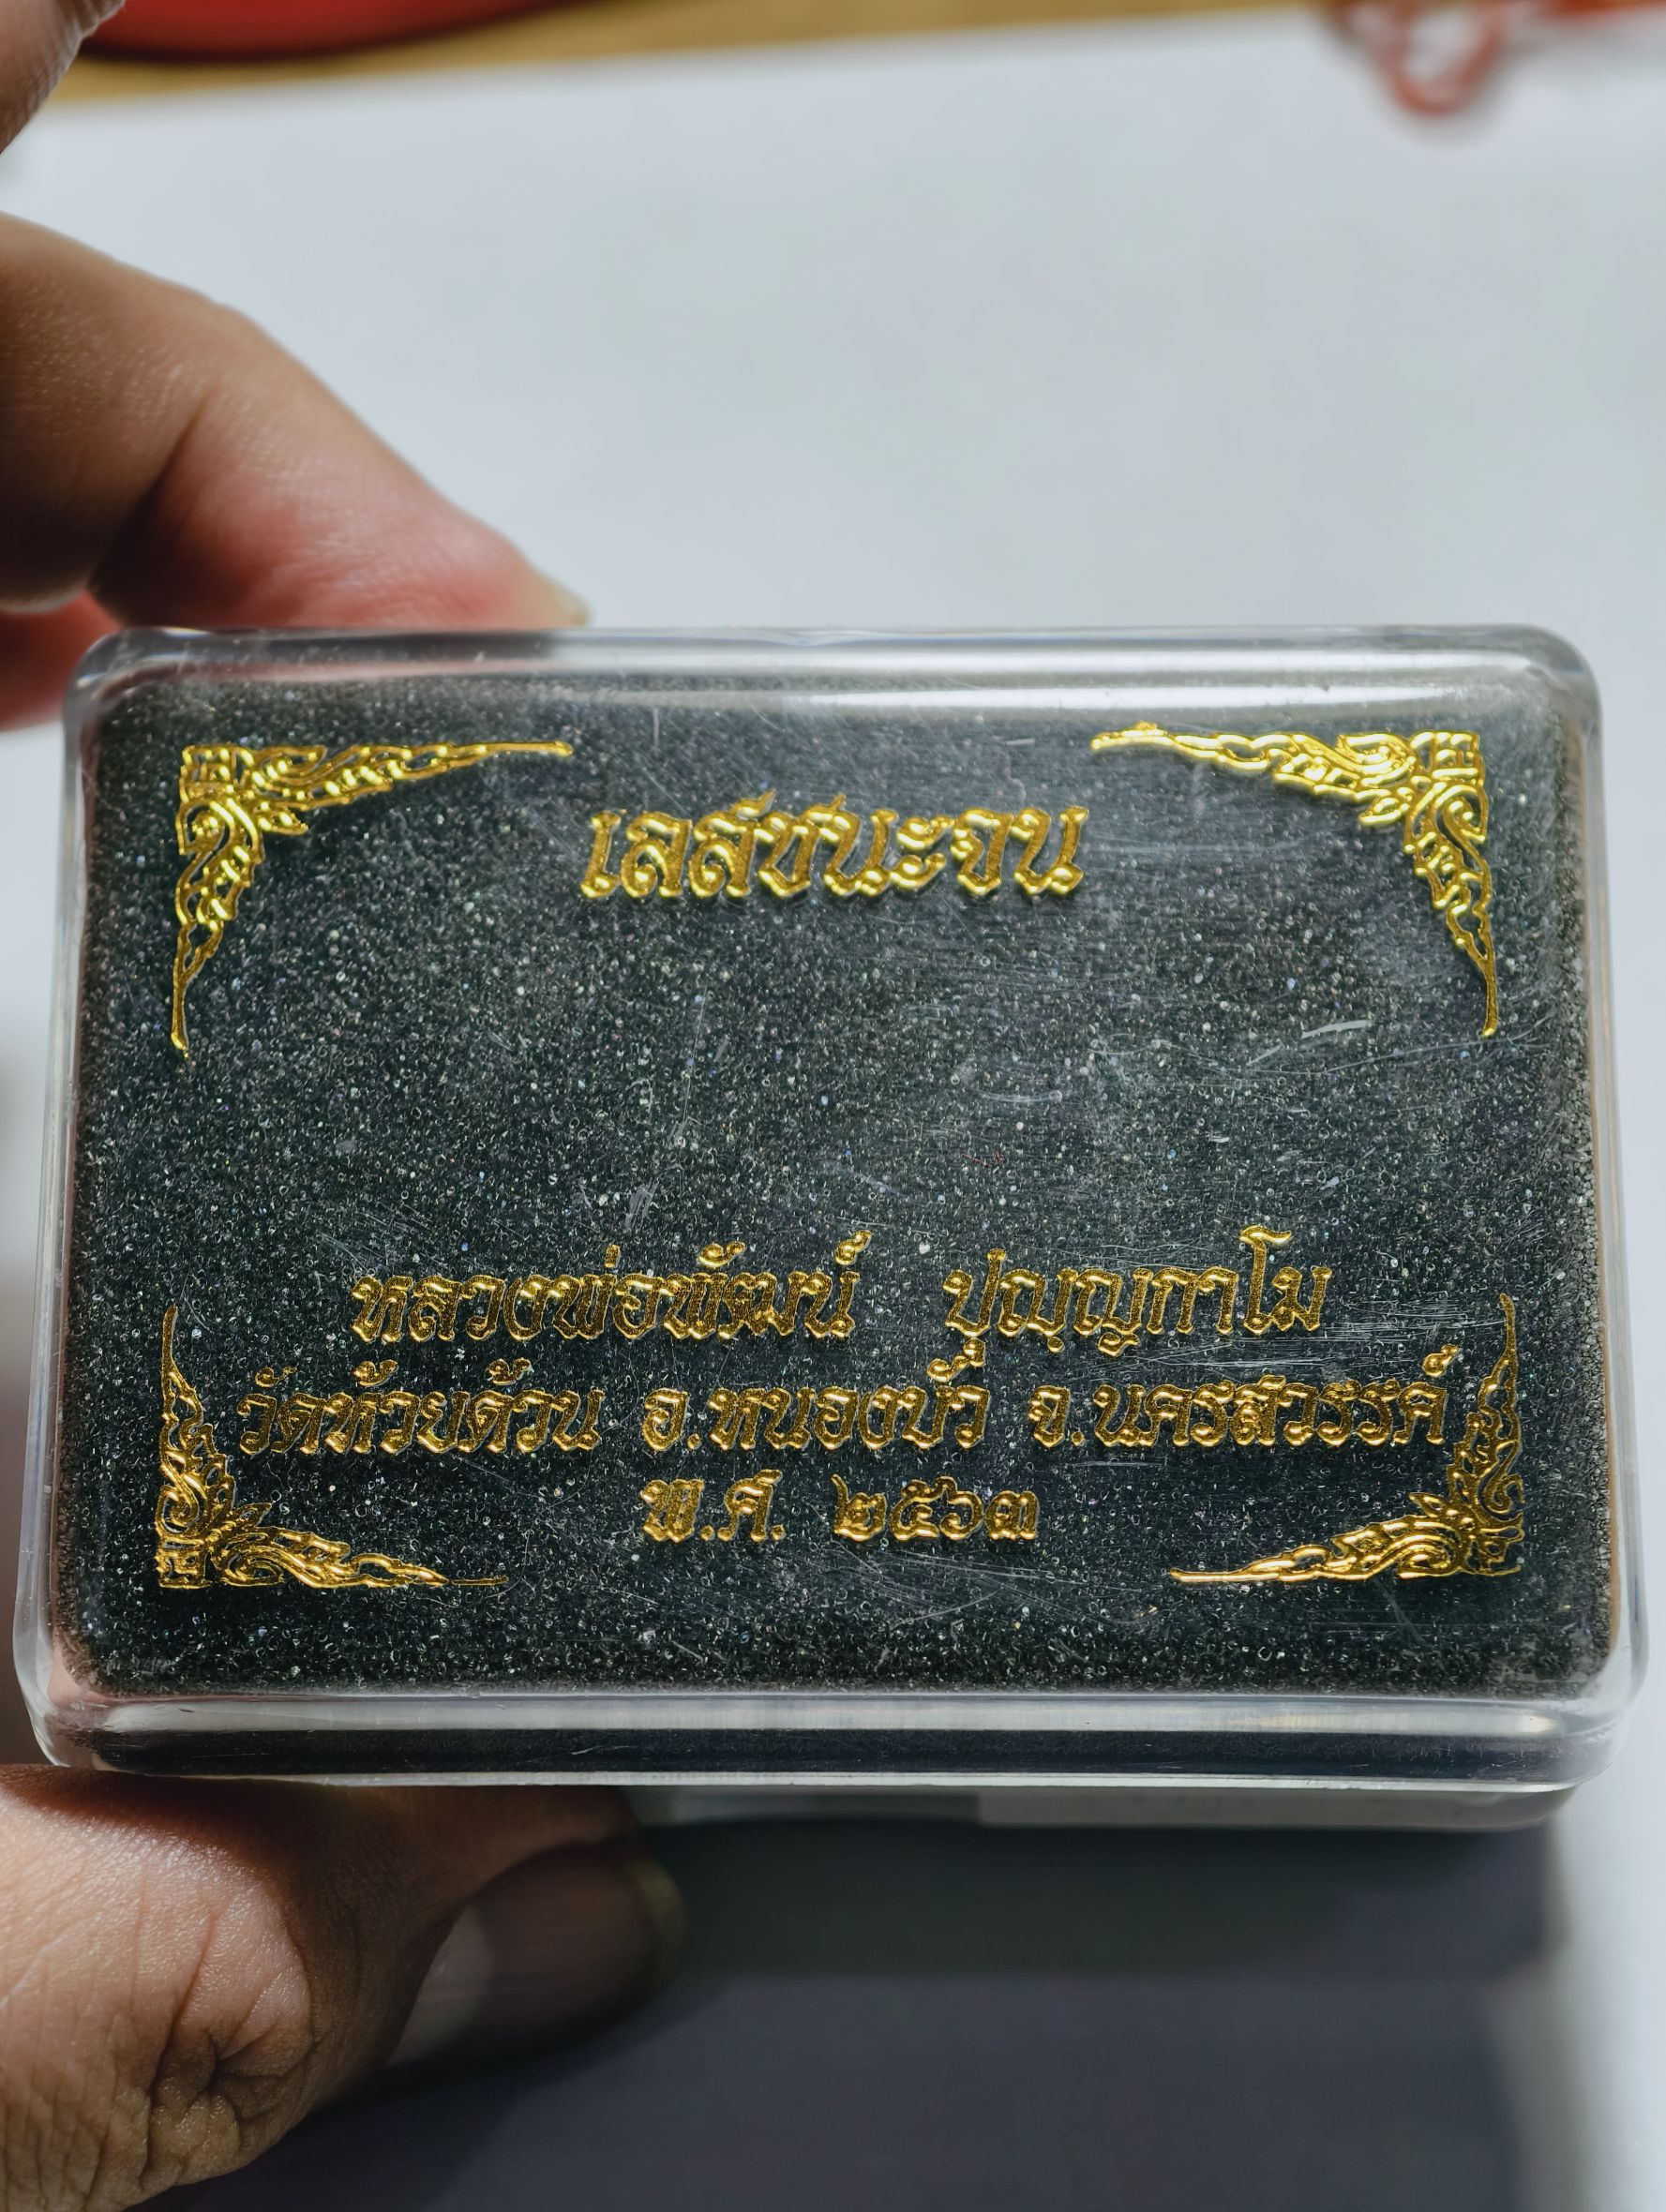 เลสชนะจน
หลวงพ่อพัฒน์ ปุญฺญกาโม
วัดห้วยด้วน อ.หนองบัว จ.นครสวรรค์
พ.ศ. ๒๕๖๓